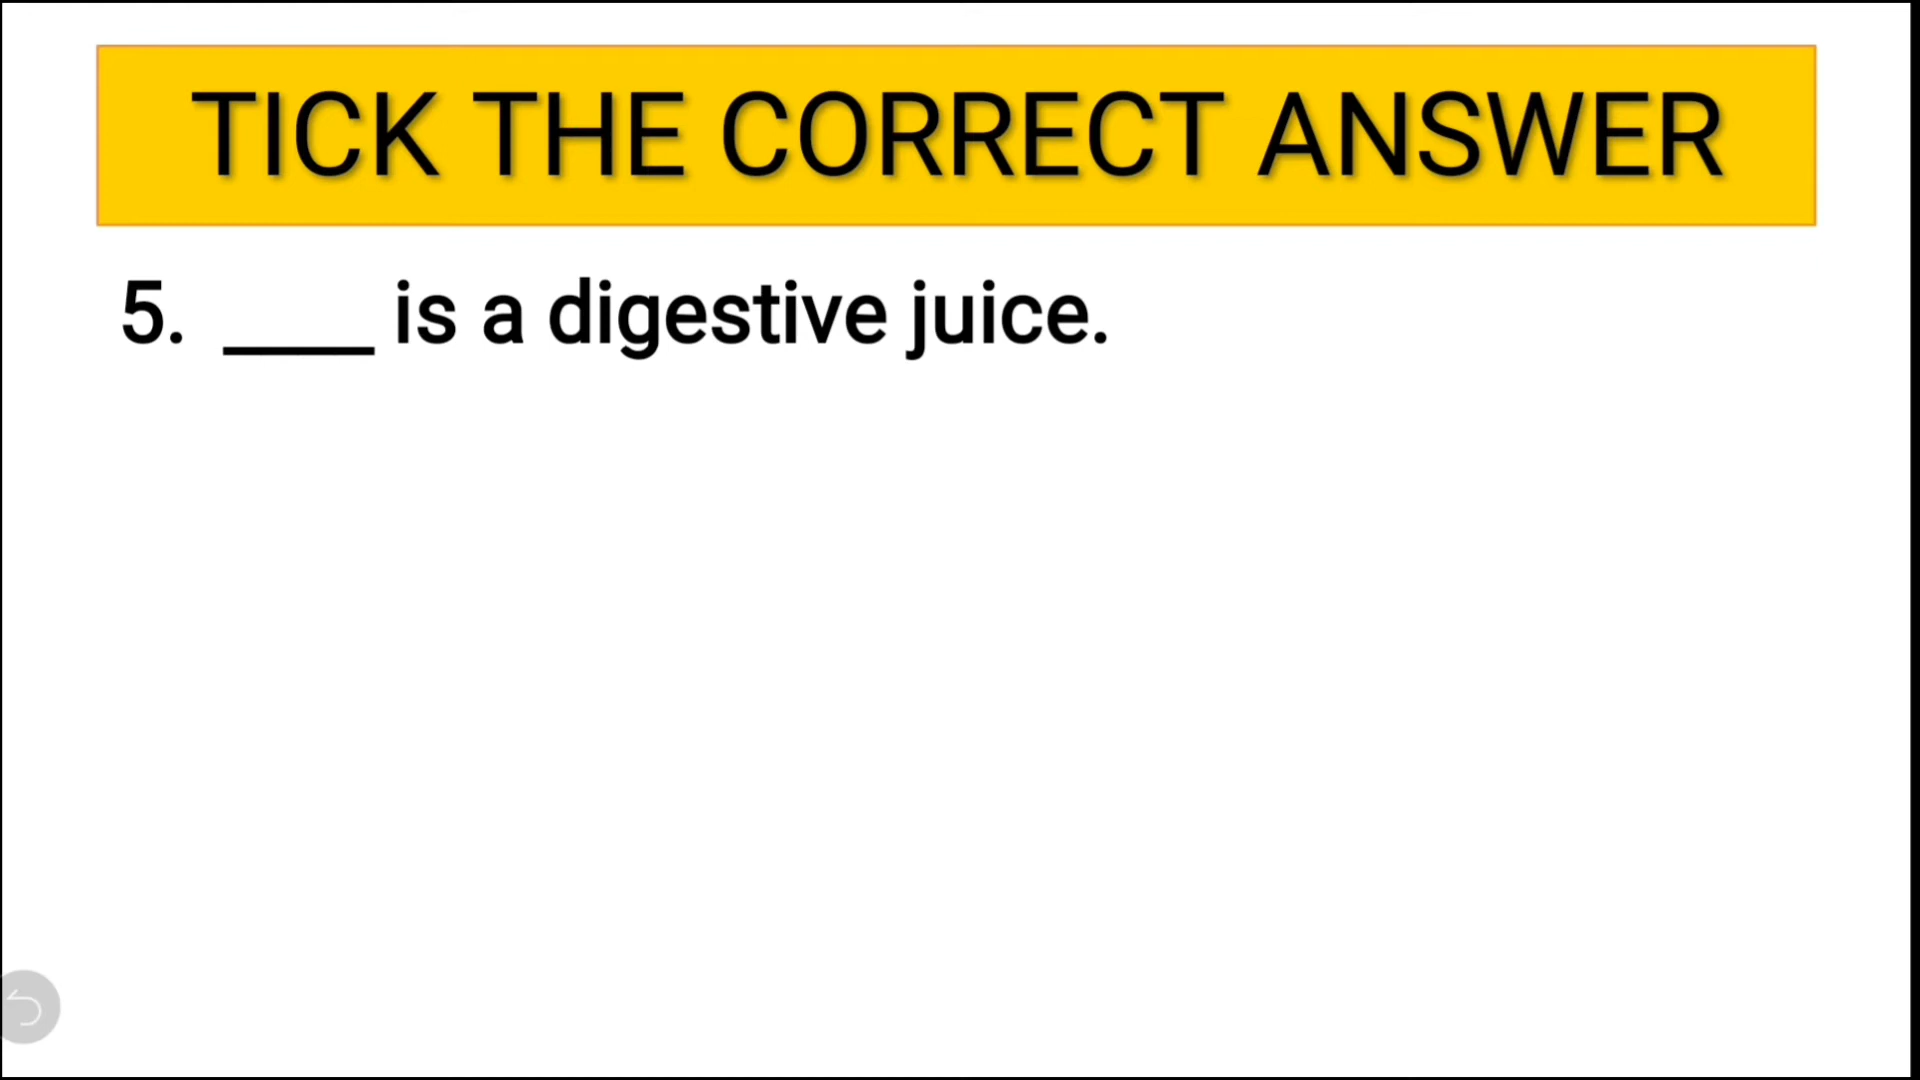 TICK THE CORRECT ANSWER
5. ____ is a digestive juice.